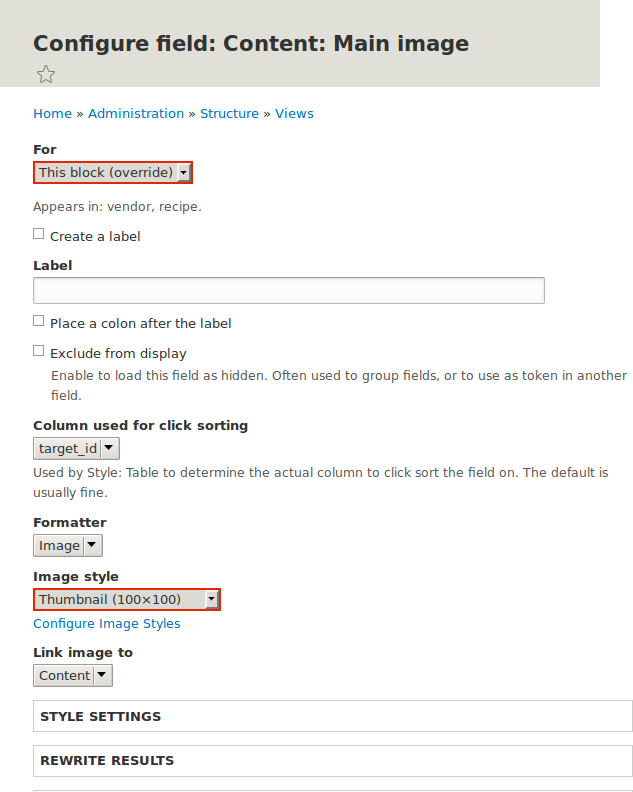 Configure field: Content: Main image
Home » Administration » Structure » Views
For
This block (override)
Appears in: vendor, recipe.
Create a label
Label
Place a colon after the label
Exclude from display
Enable to load this field as hidden. Often used to group fields, or to use as token in another
field.
Column used for click sorting
target_id
Used by Style: Table to determine the actual column to click sort the field on. The default is
usually fine.
Formatter
Image
Image style
Thumbnail (100×100)
Configure Image Styles
Link image to
Content
STYLE SETTINGS
REWRITE RESULTS